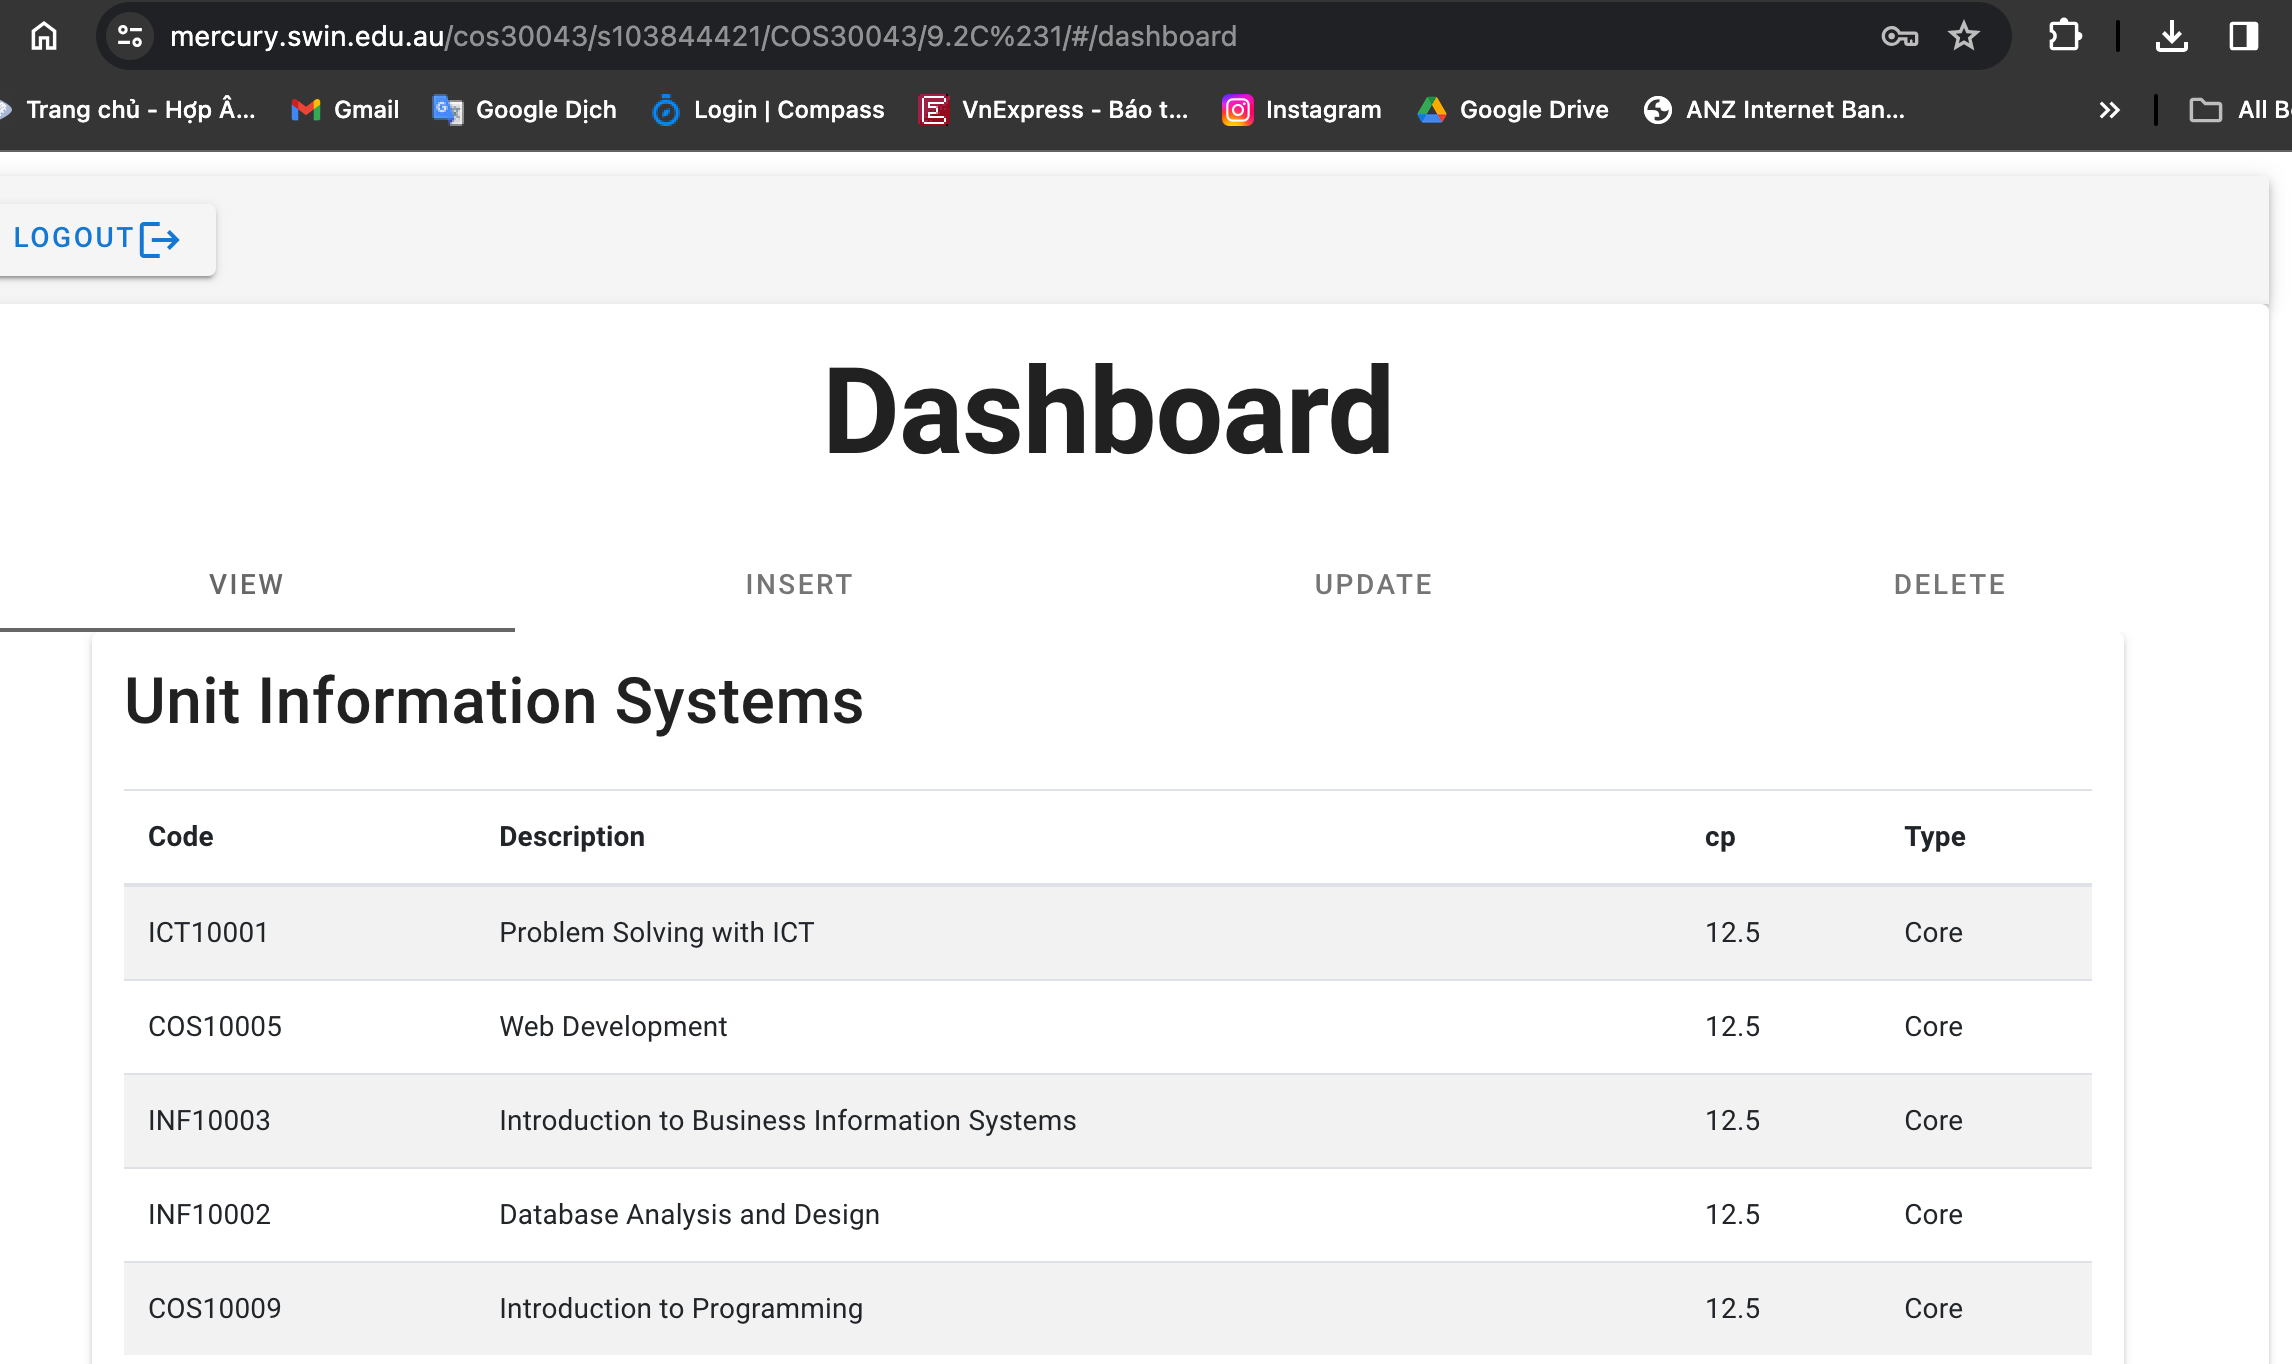 mercury.swin.edu.au/cos30043/s103844421/COS30043/9.2C%231/#/dashboard
Trang chủ - Hợp Â... Gmail Google Dịch Login | Compass VnExpress - Báo t... Instagram Google Drive ANZ Internet Ban... » All B
LOGOUT
Dashboard
VIEW INSERT UPDATE DELETE
Unit Information Systems
Code Description cp Type
ICT10001 Problem Solving with ICT 12.5 Core
COS10005 Web Development 12.5 Core
INF10003 Introduction to Business Information Systems 12.5 Core
INF10002 Database Analysis and Design 12.5 Core
COS10009 Introduction to Programming 12.5 Core